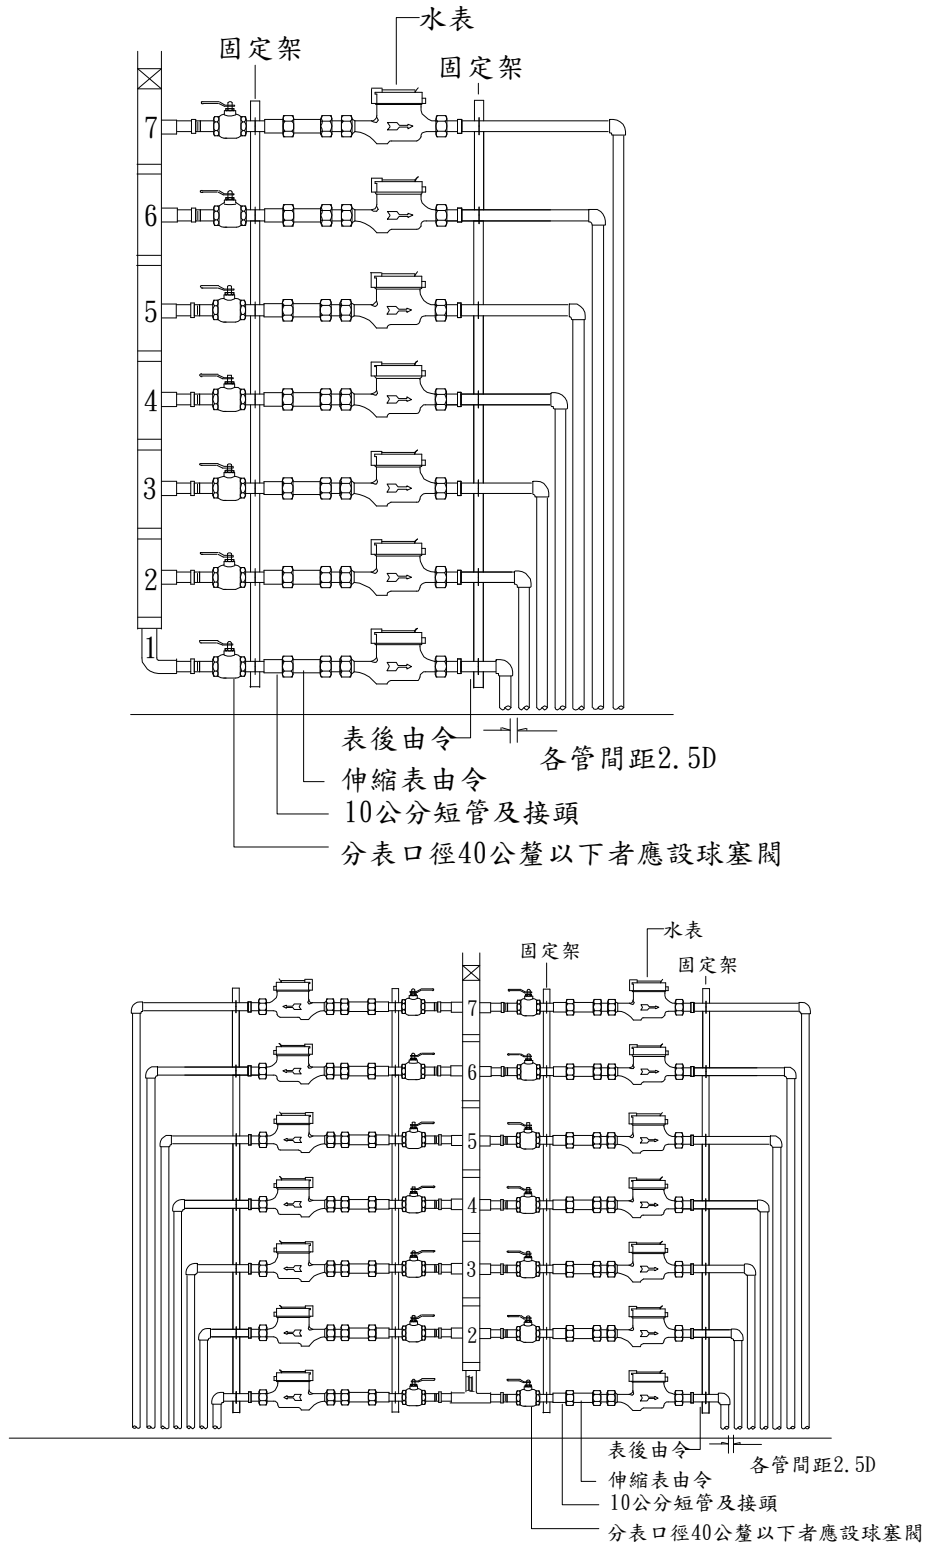 水表
固定架
固定架
7
6
5
4
3
2
1
表後由令
各管間距2.5D
伸縮表由令
10公分短管及接頭
分表口徑40公釐以下者應設球塞閥
水表
固定架
固定架
7
6
5
4
3
2
表後由令
各管間距2.5D
伸縮表由令
10公分短管及接頭
分表口徑40公釐以下者應設球塞閥